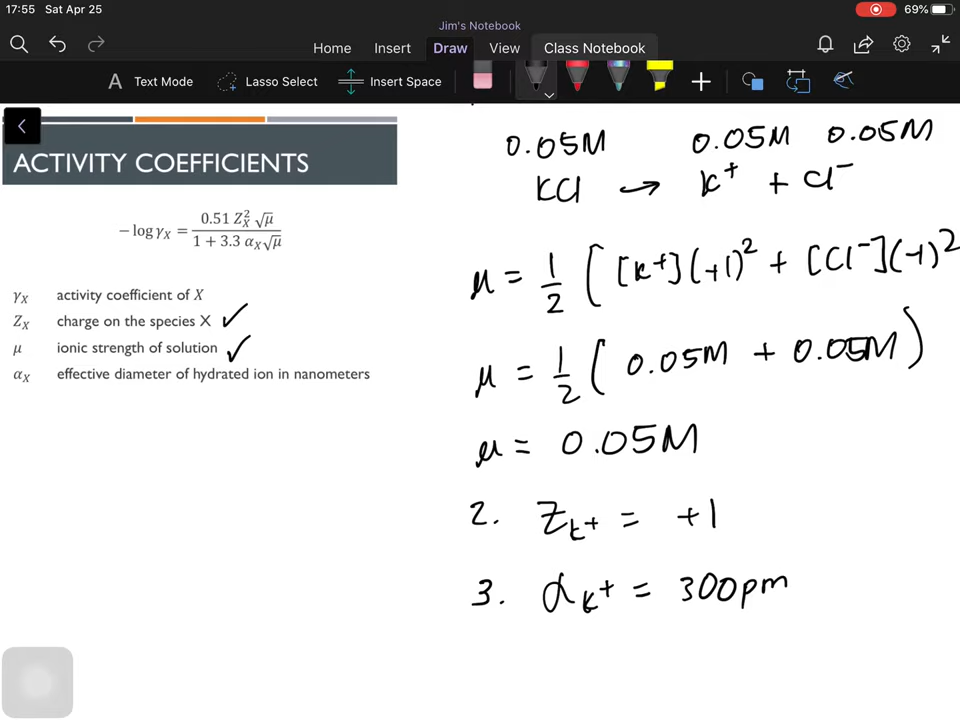 17:55 Sat Apr 25
69%
Jim's Notebook
Home Insert Draw View Class Notebook
Text Mode Lasso Select Insert Space
ACTIVITY COEFFICIENTS
− log γX = 0.51 ZX² √μ / 1 + 3.3 αX√μ
γX activity coefficient of X
ZX charge on the species X ✓
μ ionic strength of solution ✓
αX effective diameter of hydrated ion in nanometers
0.05M 0.05M 0.05M
KCl → K⁺ + Cl⁻
μ = 1/2 ( [K⁺](+1)² + [Cl⁻](-1)²
μ = 1/2 ( 0.05M + 0.05M )
μ = 0.05M
2. Zk+ = +1
3. αk+ = 300pm